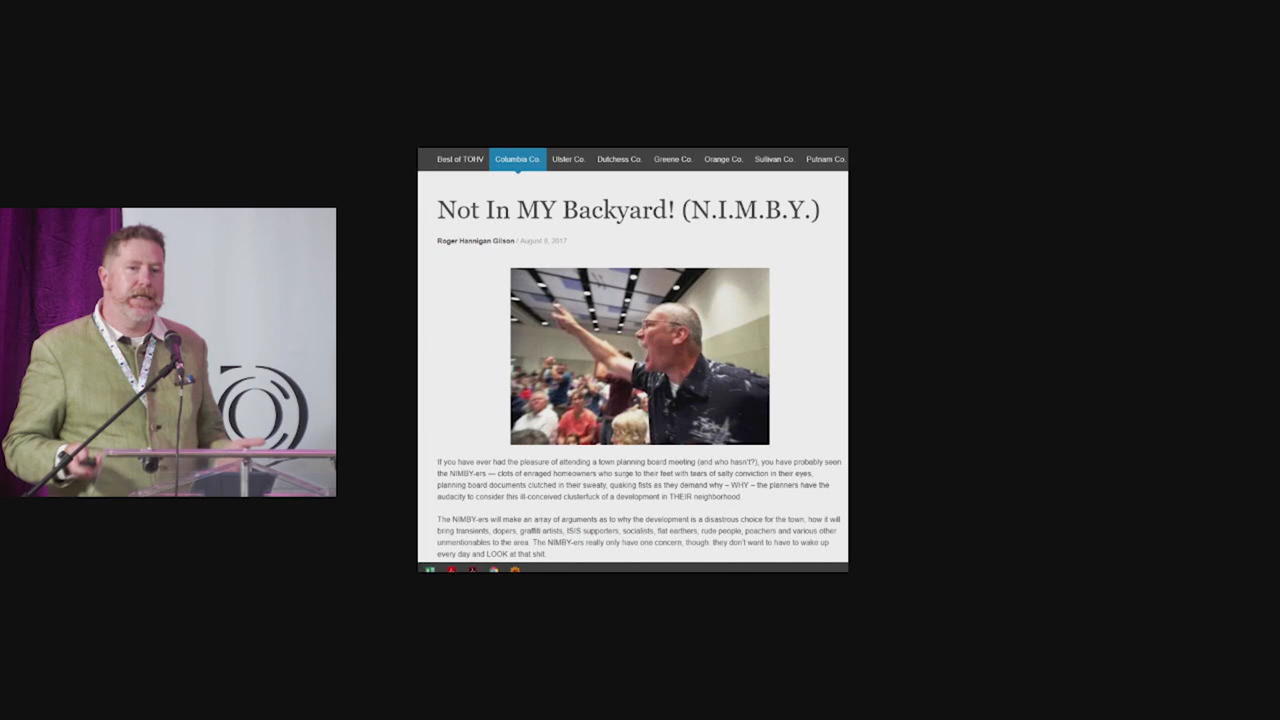 Best of TOHV Columbia Co. Ulster Co. Dutchess Co. Greene Co. Orange Co. Sullivan Co. Putnam Co.
Not In MY Backyard! (N.I.M.B.Y.)
Roger Hannigan Gilson / August 8, 2017
If you have ever had the pleasure of attending a town planning board meeting (and who hasn't?), you have probably seen
the NIMBY-ers — clots of enraged homeowners who surge to their feet with tears of salty conviction in their eyes,
planning board documents clutched in their sweaty, quaking fists as they demand why – WHY – the planners have the
audacity to consider this ill-conceived clusterfuck of a development in THEIR neighborhood.
The NIMBY-ers will make an array of arguments as to why the development is a disastrous choice for the town, how it will
bring transients, dopers, graffiti artists, ISIS supporters, socialists, flat earthers, rude people, poachers and various other
unmentionables to the area. The NIMBY-ers really only have one concern, though: they don't want to have to wake up
every day and LOOK at that shit.